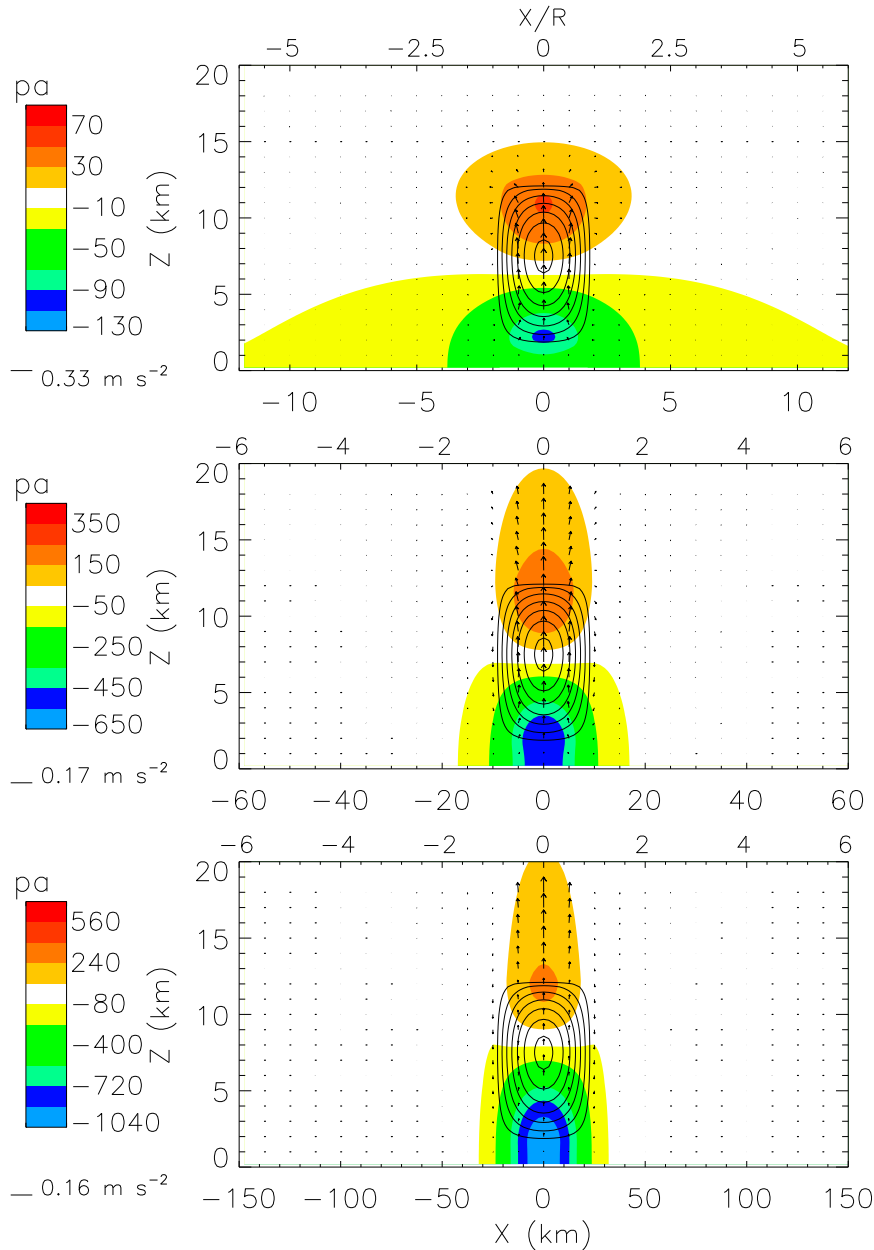 X/R
−5 −2.5 0 2.5 5
pa
70
30
−10
−50
−90
−130
0.33 m s−2
Z (km)
20
15
10
5
0
−10 −5 0 5 10
−6 −4 −2 0 2 4 6
pa
350
150
−50
−250
−450
−650
0.17 m s−2
Z (km)
20
15
10
5
0
−60 −40 −20 0 20 40 60
−6 −4 −2 0 2 4 6
pa
560
240
−80
−400
−720
−1040
0.16 m s−2
Z (km)
20
15
10
5
0
−150 −100 −50 0 50 100 150
X (km)